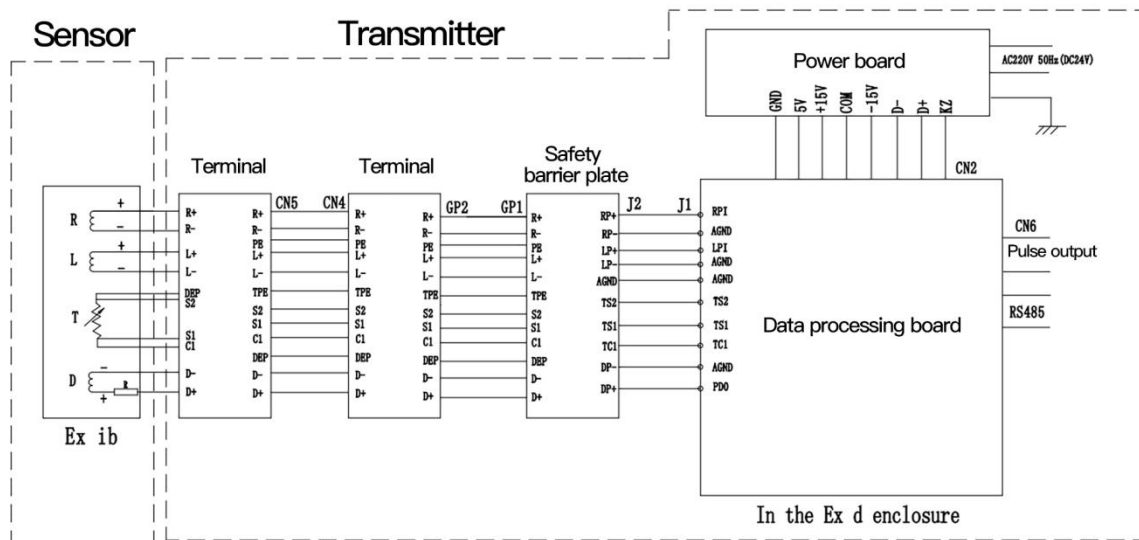 Sensor
Transmitter
Power board
AC220V 50Hz(DC24V)
GND 5V +15V COM -15V D- D+ KZ
CN2
Terminal
Terminal
Safety
barrier plate
CN5 CN4 GP2 GP1 J2 J1
R + -
L + -
T
D - + R
Ex ib
R+ R- L+ L- DEP S2 S1 C1 D- D+
R+ R- PE L+ L- TPE S2 S1 C1 DEP D- D+
R+ R- PE L+ L- TPE S2 S1 C1 DEP D- D+
R+ R- PE L+ L- TPE S2 S1 C1 DEP D- D+
RP+ RP- LP+ LP- AGND TS2 TS1 TC1 DP- DP+
RPI AGND LPI AGND AGND TS2 TS1 TC1 AGND PDO
Data processing board
CN6
Pulse output
RS485
In the Ex d enclosure